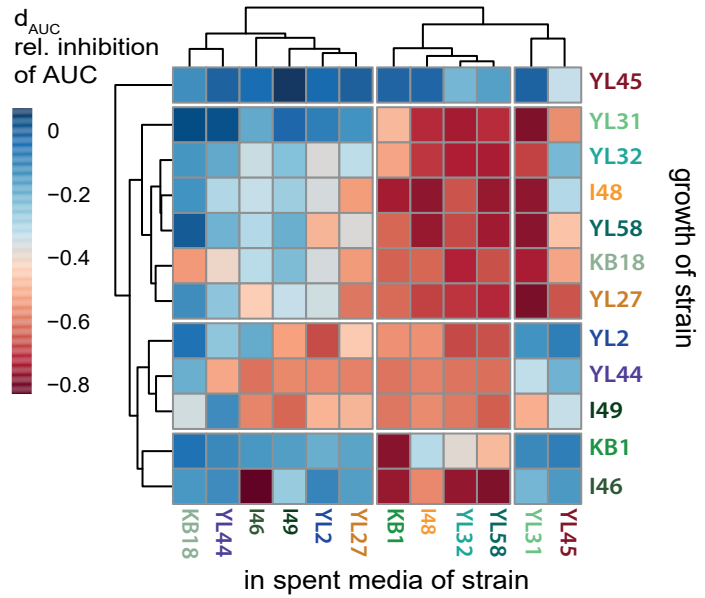 d_AUC
rel. inhibition
of AUC
0
−0.2
−0.4
−0.6
−0.8
YL45
YL31
YL32
I48
YL58
KB18
YL27
YL2
YL44
I49
KB1
I46
growth of strain
KB18 YL44 I46 I49 YL2 YL27 KB1 I48 YL32 YL58 YL31 YL45
in spent media of strain